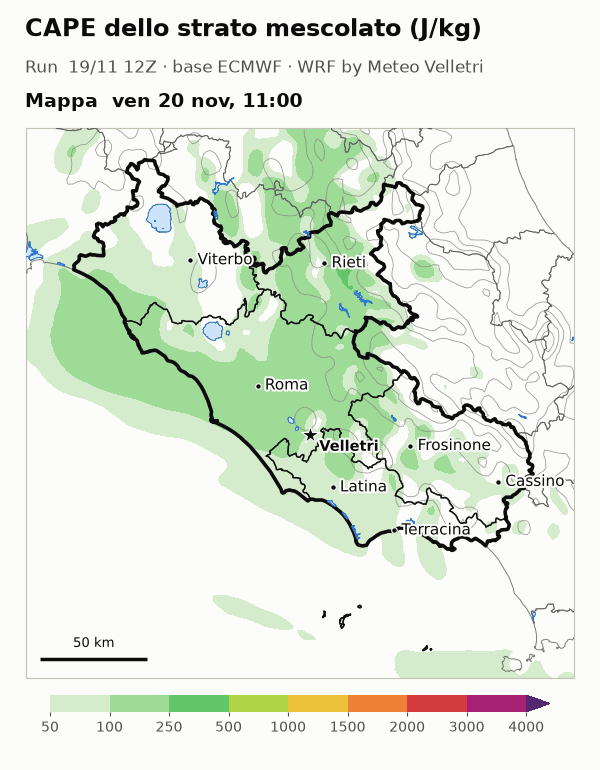 CAPE dello strato mescolato (J/kg)
Run  19/11 12Z · base ECMWF · WRF by Meteo Velletri
Mappa  ven 20 nov, 11:00
Viterbo
Rieti
Roma
Velletri
Frosinone
Latina
Cassino
Terracina
50 km
50 100 250 500 1000 1500 2000 3000 4000